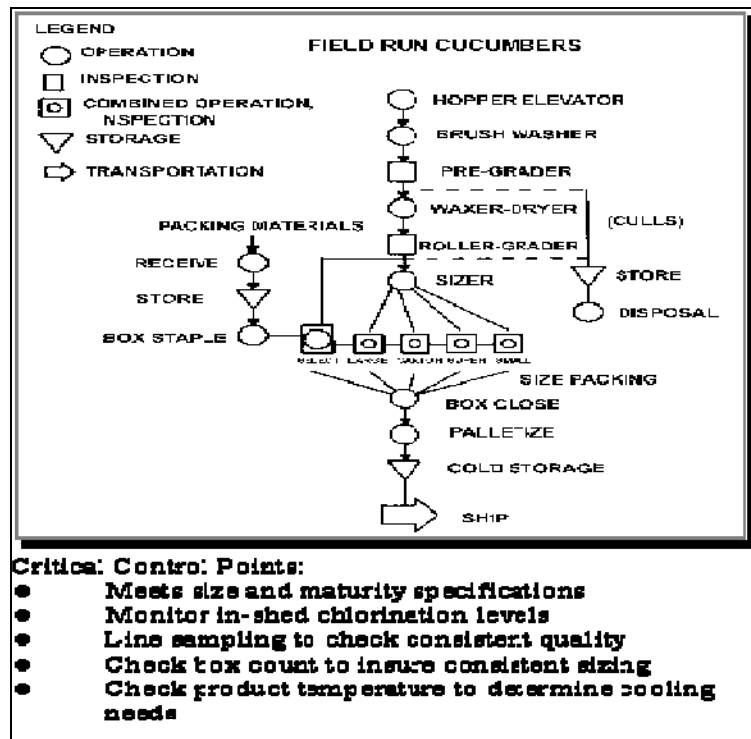 LEGEND
OPERATION
FIELD RUN CUCUMBERS
INSPECTION
COMBINED OPERATION,
NSPECTION
STORAGE
TRANSPORTATION
HOPPER ELEVATOR
BRUSH WASHER
PRE-GRADER
WAXER-DRYER
(CULLS)
PACKING MATERIALS
ROLLER-GRADER
RECEIVE
SIZER
STORE
STORE
DISPOSAL
BOX STAPLE
SELECT LARGE SUPER SMALL
SIZE PACKING
BOX CLOSE
PALLETIZE
COLD STORAGE
SHIP
Critical Control Points:
● Meets size and maturity specifications
● Monitor in-shed chlorination levels
● Line sampling to check consistent quality
● Check box count to insure consistent sizing
● Check product temperature to determine cooling
needs